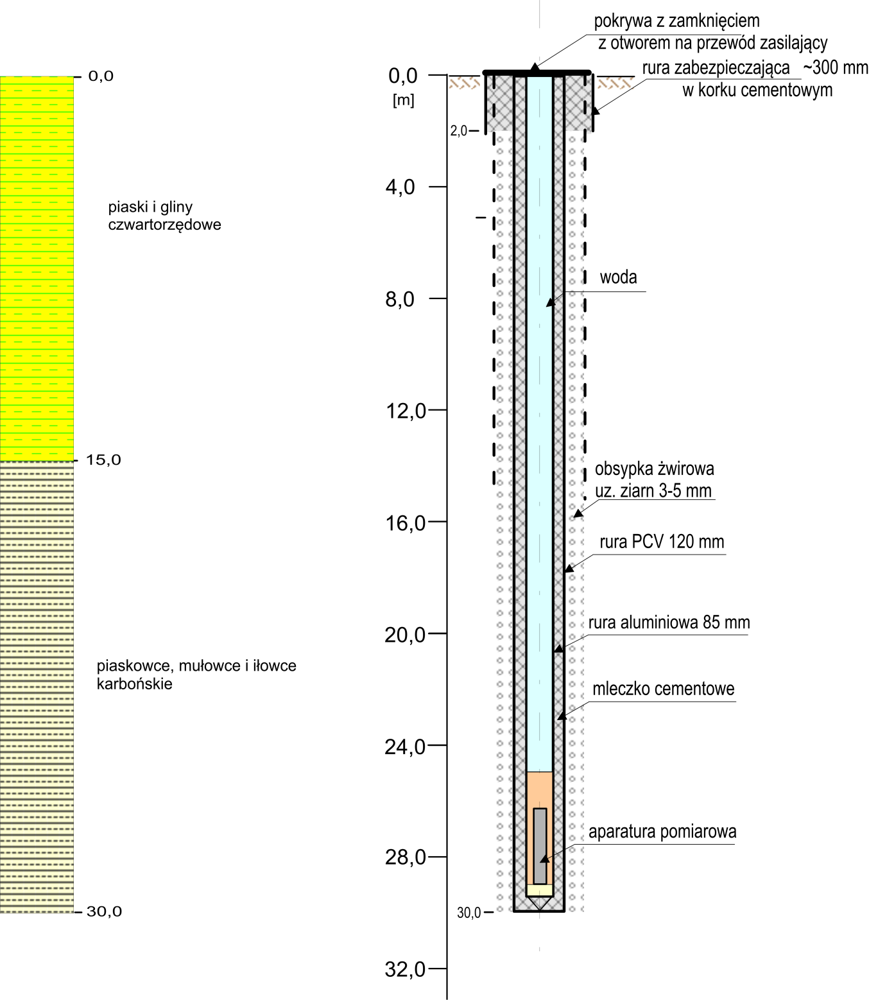 pokrywa z zamknięciem
z otworem na przewód zasilający
rura zabezpieczająca ~300 mm
w korku cementowym
0,0
0,0
[m]
2,0
4,0
piaski i gliny
czwartorzędowe
woda
8,0
12,0
15,0
obsypka żwirowa
uz. ziarn 3-5 mm
16,0
rura PCV 120 mm
rura aluminiowa 85 mm
20,0
piaskowce, mułowce i iłowce
karbońskie
mleczko cementowe
24,0
aparatura pomiarowa
28,0
30,0
30,0
32,0